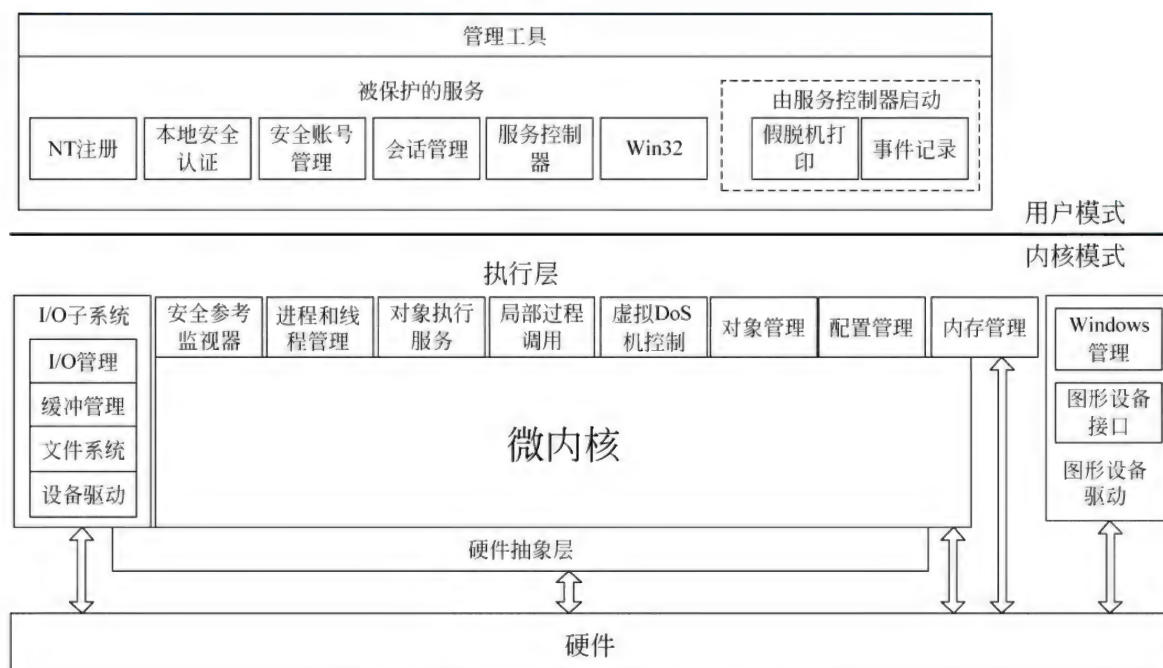 管理工具
被保护的服务
由服务控制器启动
NT注册
本地安全
认证
安全账号
管理
会话管理
服务控制
器
Win32
假脱机打
印
事件记录
用户模式
内核模式
执行层
I/O子系统
I/O管理
缓冲管理
文件系统
设备驱动
安全参考
监视器
进程和线
程管理
对象执行
服务
局部过程
调用
虚拟DoS
机控制
对象管理
配置管理
内存管理
Windows
管理
图形设备
接口
图形设备
驱动
微内核
硬件抽象层
硬件